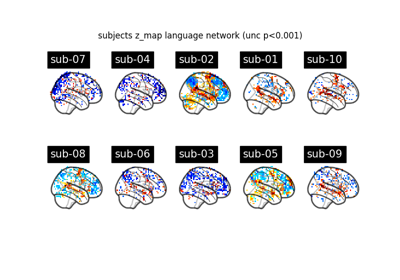 subjects z_map language network (unc p<0.001)
sub-07 sub-04 sub-02 sub-01 sub-10
sub-08 sub-06 sub-03 sub-05 sub-09